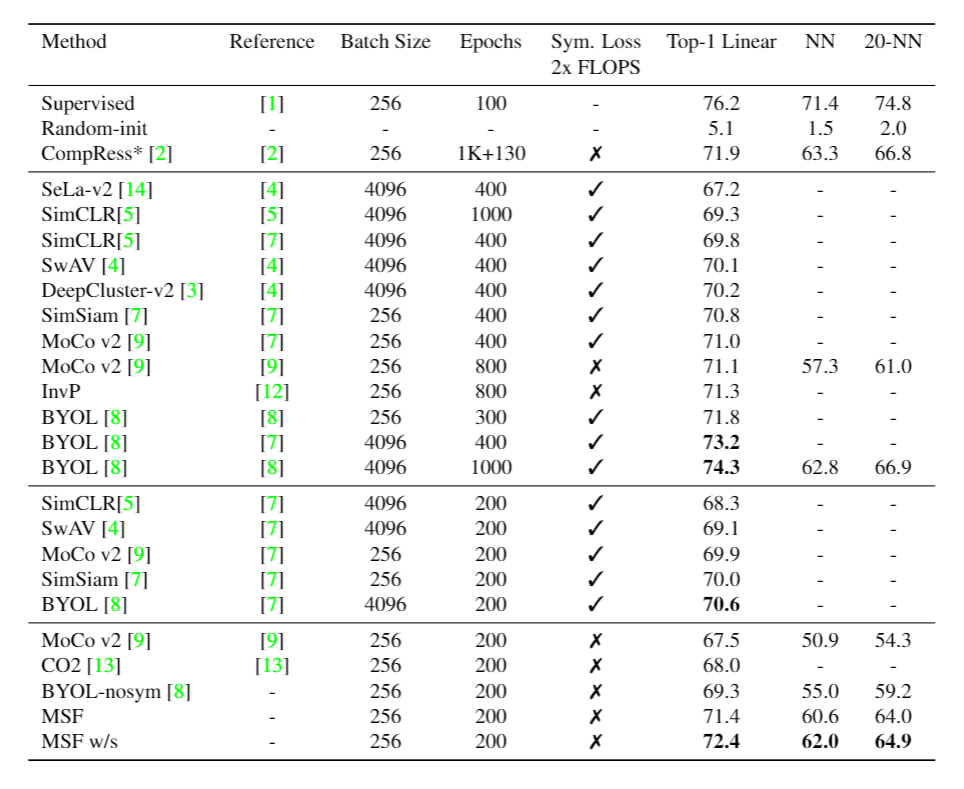 Method Reference Batch Size Epochs Sym. Loss Top-1 Linear NN 20-NN
2x FLOPS
Supervised [1] 256 100 - 76.2 71.4 74.8
Random-init - - - - 5.1 1.5 2.0
CompRess* [2] [2] 256 1K+130 ✗ 71.9 63.3 66.8
SeLa-v2 [14] [4] 4096 400 ✓ 67.2 - -
SimCLR[5] [5] 4096 1000 ✓ 69.3 - -
SimCLR[5] [7] 4096 400 ✓ 69.8 - -
SwAV [4] [4] 4096 400 ✓ 70.1 - -
DeepCluster-v2 [3] [4] 4096 400 ✓ 70.2 - -
SimSiam [7] [7] 256 400 ✓ 70.8 - -
MoCo v2 [9] [7] 256 400 ✓ 71.0 - -
MoCo v2 [9] [9] 256 800 ✗ 71.1 57.3 61.0
InvP [12] 256 800 ✗ 71.3 - -
BYOL [8] [8] 256 300 ✓ 71.8 - -
BYOL [8] [7] 4096 400 ✓ 73.2 - -
BYOL [8] [8] 4096 1000 ✓ 74.3 62.8 66.9
SimCLR[5] [7] 4096 200 ✓ 68.3 - -
SwAV [4] [7] 4096 200 ✓ 69.1 - -
MoCo v2 [9] [7] 256 200 ✓ 69.9 - -
SimSiam [7] [7] 256 200 ✓ 70.0 - -
BYOL [8] [7] 4096 200 ✓ 70.6 - -
MoCo v2 [9] [9] 256 200 ✗ 67.5 50.9 54.3
CO2 [13] [13] 256 200 ✗ 68.0 - -
BYOL-nosym [8] - 256 200 ✗ 69.3 55.0 59.2
MSF - 256 200 ✗ 71.4 60.6 64.0
MSF w/s - 256 200 ✗ 72.4 62.0 64.9